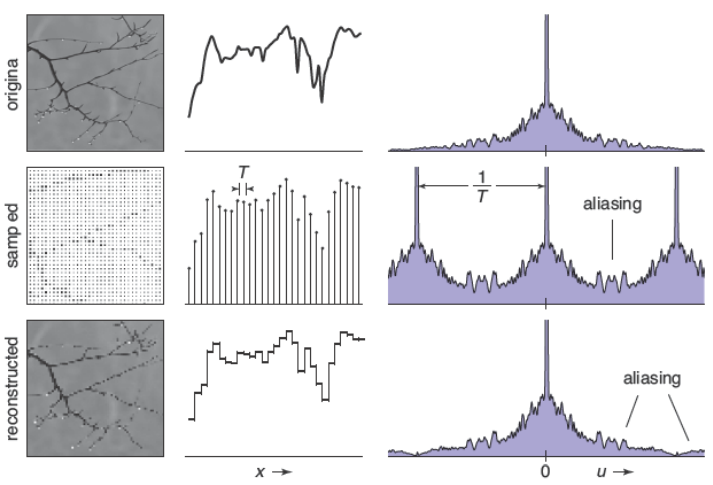 origina
T
1
T
aliasing
samp ed
aliasing
reconstructed
x
0
u